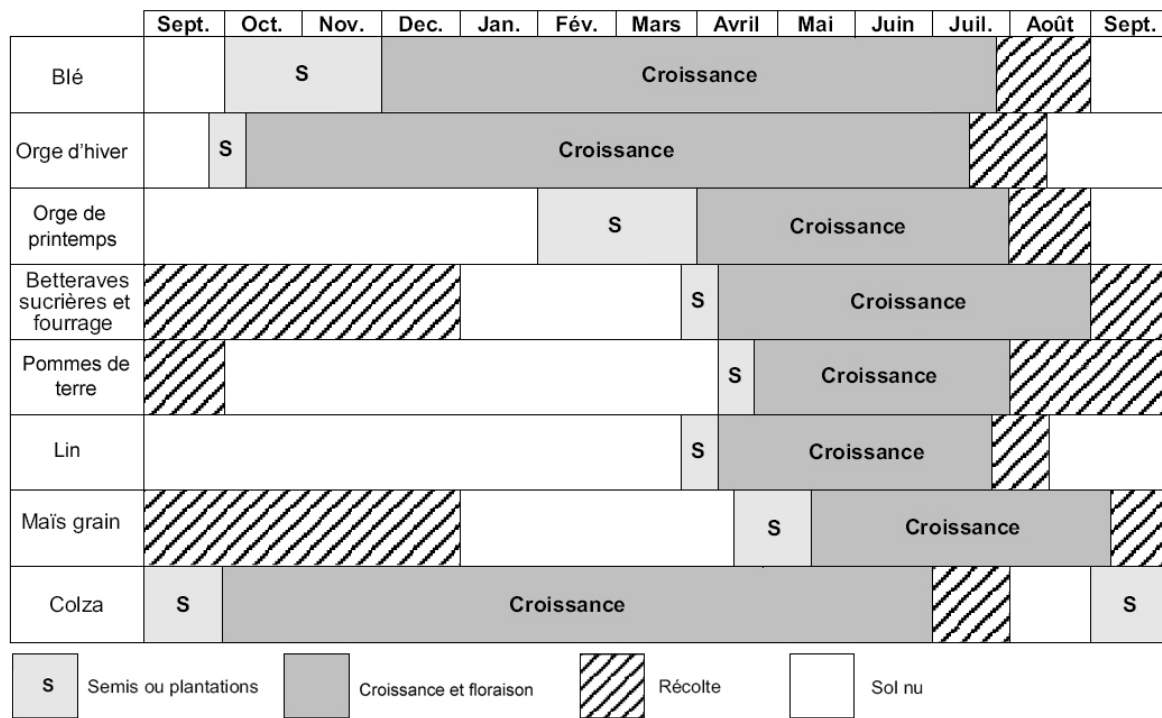 Sept. Oct. Nov. Dec. Jan. Fév. Mars Avril Mai Juin Juil. Août Sept.
Blé S Croissance
Orge d'hiver S Croissance
Orge de
printemps S Croissance
Betteraves
sucrières et
fourrage S Croissance
Pommes de
terre S Croissance
Lin S Croissance
Maïs grain S Croissance
Colza S Croissance S
S Semis ou plantations Croissance et floraison Récolte Sol nu